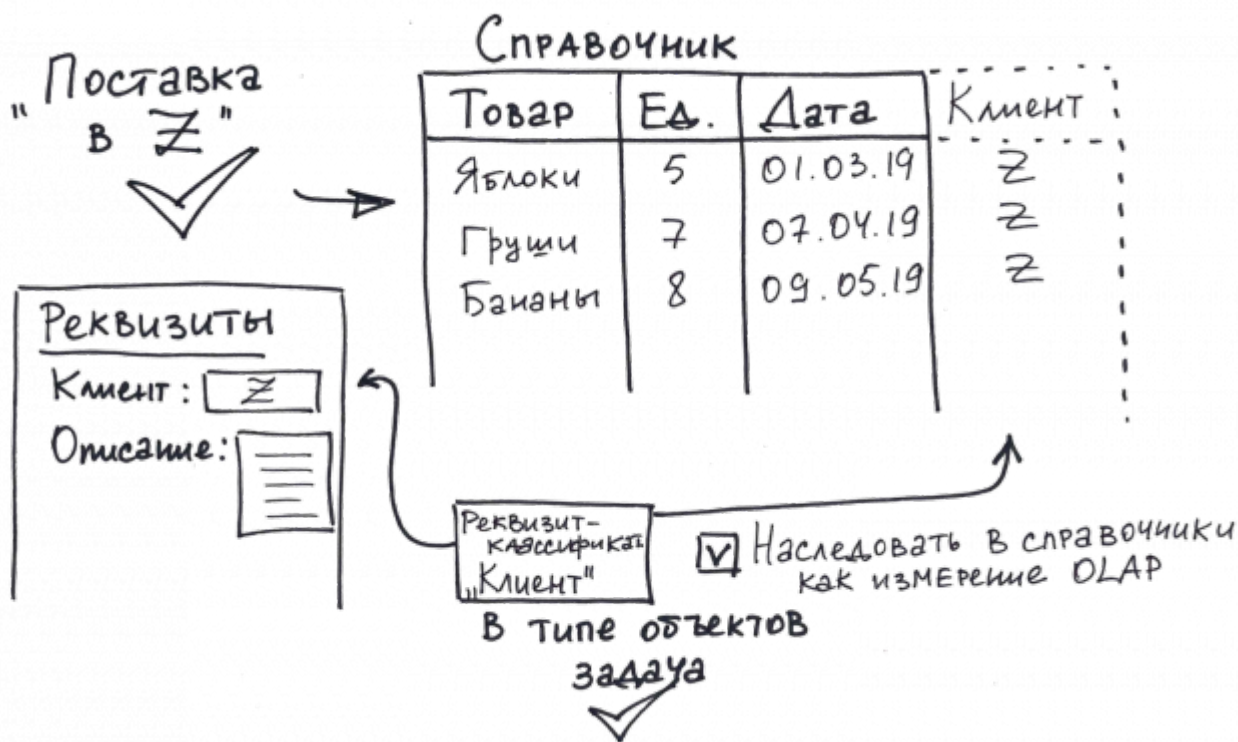 "Поставка
в Z"
Справочник
Товар Ед. Дата Клиент
Яблоки 5 01.03.19 Z
Груши 7 07.04.19 Z
Бананы 8 09.05.19 Z
Реквизиты
Клиент: Z
Описание:
Реквизит-
классификат
"Клиент"
в типе объектов
задача
V Наследовать в справочники
как измерение OLAP